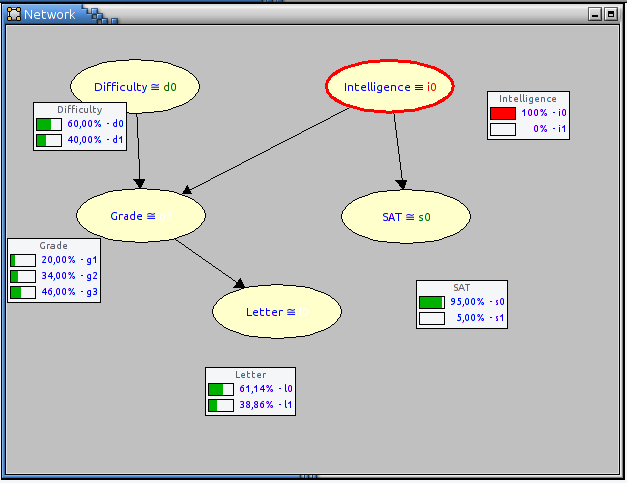 Network
Difficulty ≅ d0
Intelligence ≡ i0
Difficulty
60,00% - d0
40,00% - d1
Intelligence
100% - i0
0% - i1
Grade ≅
SAT ≅ s0
Grade
20,00% - g1
34,00% - g2
46,00% - g3
Letter ≅
SAT
95,00% - s0
5,00% - s1
Letter
61,14% - l0
38,86% - l1